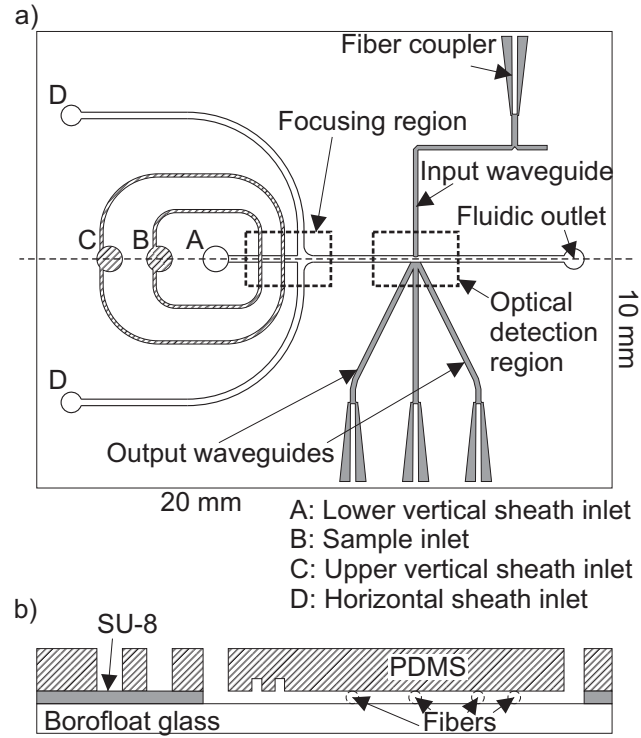 a)
Fiber coupler
D
Focusing region
Input waveguide
Fluidic outlet
C
B
A
Optical
detection
region
10 mm
D
Output waveguides
20 mm
A: Lower vertical sheath inlet
B: Sample inlet
C: Upper vertical sheath inlet
D: Horizontal sheath inlet
b)
SU-8
PDMS
Borofloat glass
Fibers